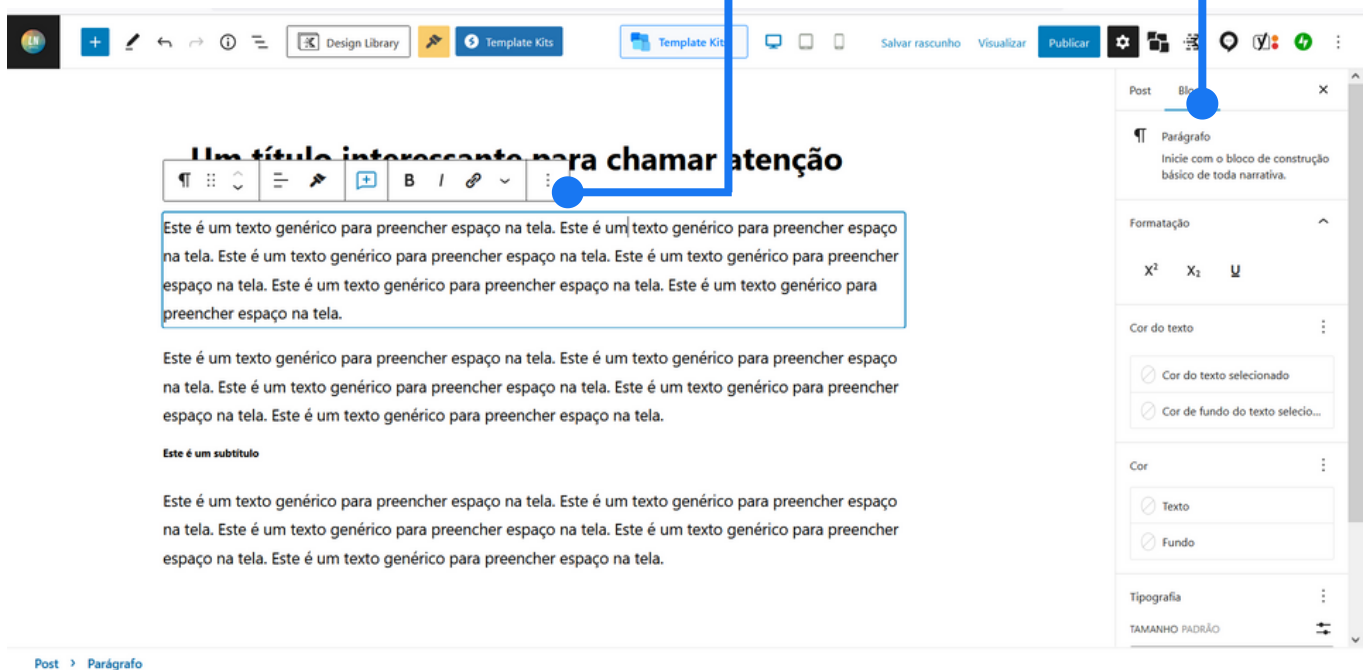 LN
Design Library
Template Kits
Template Kit
Salvar rascunho
Visualizar
Publicar
Post
×
Parágrafo
Inicie com o bloco de construção
básico de toda narrativa.
Um título interessante para chamar atenção
B I
Este é um texto genérico para preencher espaço na tela. Este é um texto genérico para preencher espaço
na tela. Este é um texto genérico para preencher espaço na tela. Este é um texto genérico para preencher
espaço na tela. Este é um texto genérico para preencher espaço na tela. Este é um texto genérico para
preencher espaço na tela.
Este é um texto genérico para preencher espaço na tela. Este é um texto genérico para preencher espaço
na tela. Este é um texto genérico para preencher espaço na tela. Este é um texto genérico para preencher
espaço na tela. Este é um texto genérico para preencher espaço na tela.
Este é um subtítulo
Este é um texto genérico para preencher espaço na tela. Este é um texto genérico para preencher espaço
na tela. Este é um texto genérico para preencher espaço na tela. Este é um texto genérico para preencher
espaço na tela. Este é um texto genérico para preencher espaço na tela.
Formatação
X² X₂ U
Cor do texto
Cor do texto selecionado
Cor de fundo do texto selecio...
Cor
Texto
Fundo
Tipografia
TAMANHO PADRÃO
Post > Parágrafo